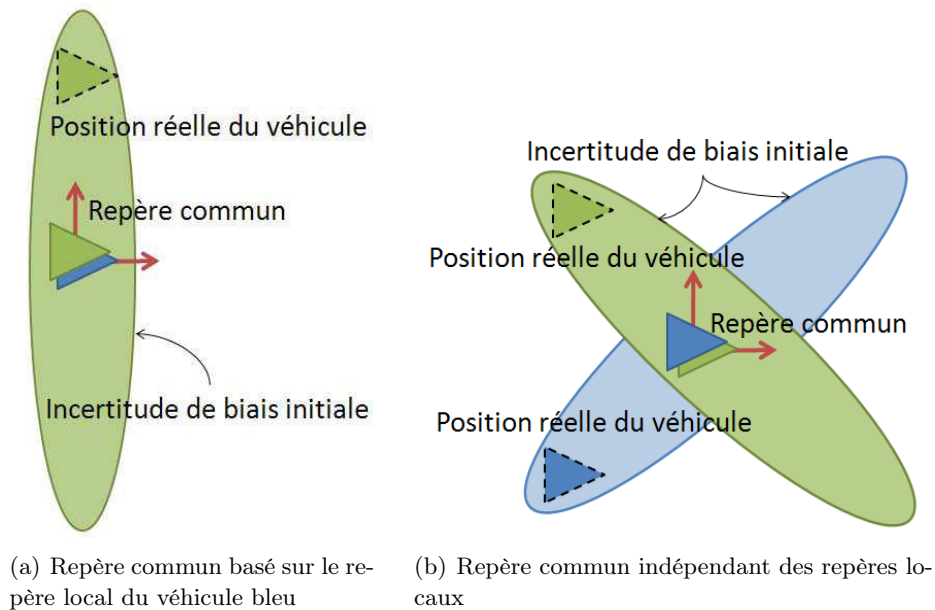 Position réelle du véhicule
Repère commun
Incertitude de biais initiale
(a) Repère commun basé sur le re-
père local du véhicule bleu
Incertitude de biais initiale
Position réelle du véhicule
Repère commun
Position réelle du véhicule
(b) Repère commun indépendant des repères lo-
caux